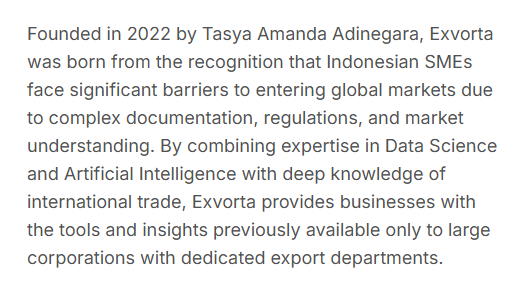 Founded in 2022 by Tasya Amanda Adinegara, Exvorta
was born from the recognition that Indonesian SMEs
face significant barriers to entering global markets due
to complex documentation, regulations, and market
understanding. By combining expertise in Data Science
and Artificial Intelligence with deep knowledge of
international trade, Exvorta provides businesses with
the tools and insights previously available only to large
corporations with dedicated export departments.